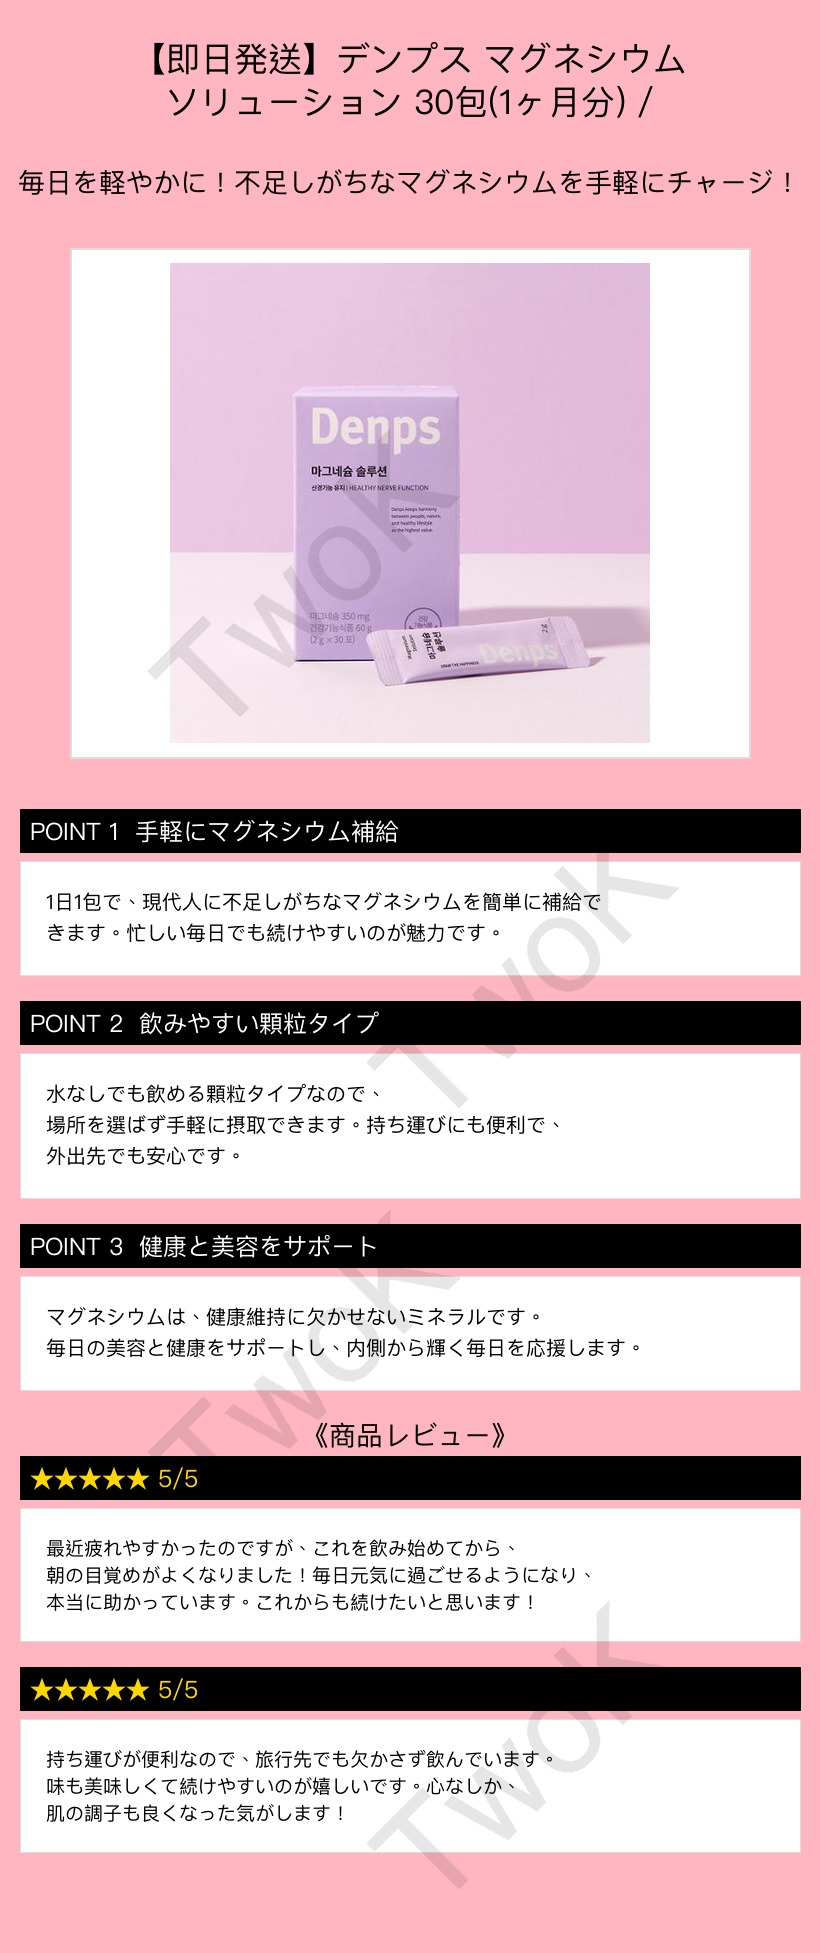 【即日発送】デンプス マグネシウム
ソリューション 30包(1ヶ月分) /
毎日を軽やかに！不足しがちなマグネシウムを手軽にチャージ！
Denps
마그네슘 솔루션
신경기능 유지 I HEALTHY NERVE FUNCTION
Denps keeps harmony
between people, nature,
and healthy lifestyle
as the highest value.
마그네슘 350 mg
건강기능식품 60 g
(2 g × 30 포)
건강
기능식품
Magnesium
Solution
마그네슘
솔루션
DRINK THE HAPPINESS
Denps
2 g
TwoK
POINT 1 手軽にマグネシウム補給
1日1包で、現代人に不足しがちなマグネシウムを簡単に補給で
きます。忙しい毎日でも続けやすいのが魅力です。
TwoK
POINT 2 飲みやすい顆粒タイプ
水なしでも飲める顆粒タイプなので、
場所を選ばず手軽に摂取できます。持ち運びにも便利で、
外出先でも安心です。
POINT 3 健康と美容をサポート
マグネシウムは、健康維持に欠かせないミネラルです。
毎日の美容と健康をサポートし、内側から輝く毎日を応援します。
TwoK
《商品レビュー》
★★★★★ 5/5
最近疲れやすかったのですが、これを飲み始めてから、
朝の目覚めがよくなりました！毎日元気に過ごせるようになり、
本当に助かっています。これからも続けたいと思います！
★★★★★ 5/5
持ち運びが便利なので、旅行先でも欠かさず飲んでいます。
味も美味しくて続けやすいのが嬉しいです。心なしか、
肌の調子も良くなった気がします！
TwoK